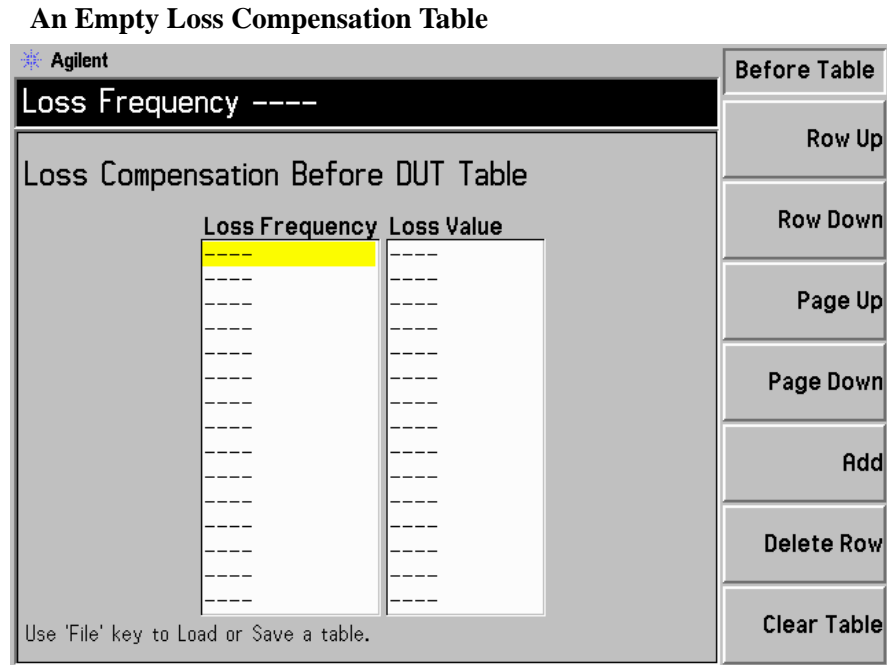 An Empty Loss Compensation Table
Agilent
Before Table
Loss Frequency ----
Row Up
Loss Compensation Before DUT Table
Row Down
Loss Frequency Loss Value
---- ----
---- ----
---- ----
Page Up
---- ----
---- ----
---- ----
Page Down
---- ----
---- ----
---- ----
Add
---- ----
---- ----
---- ----
Delete Row
---- ----
---- ----
---- ----
Clear Table
Use 'File' key to Load or Save a table.